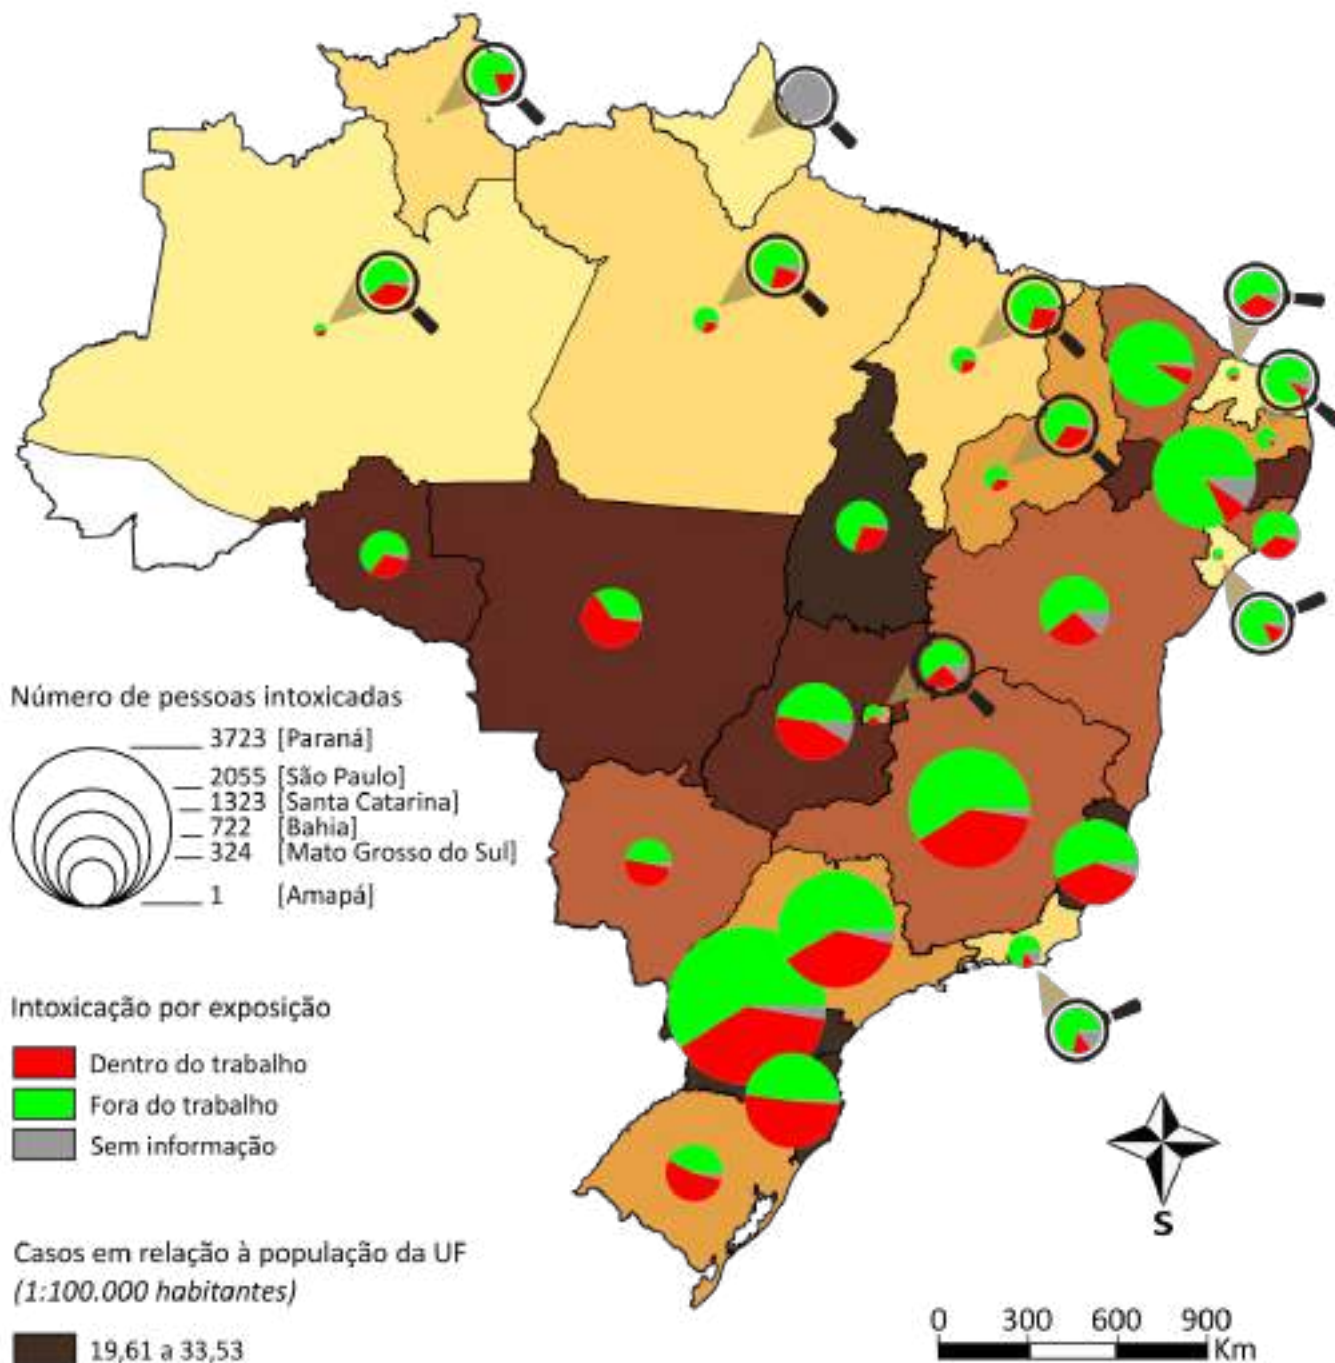 Número de pessoas intoxicadas
3723 [Paraná]
2055 [São Paulo]
1323 [Santa Catarina]
722 [Bahia]
324 [Mato Grosso do Sul]
1 [Amapá]
Intoxicação por exposição
Dentro do trabalho
Fora do trabalho
Sem informação
Casos em relação à população da UF
(1:100.000 habitantes)
19,61 a 33,53
S
0 300 600 900
Km